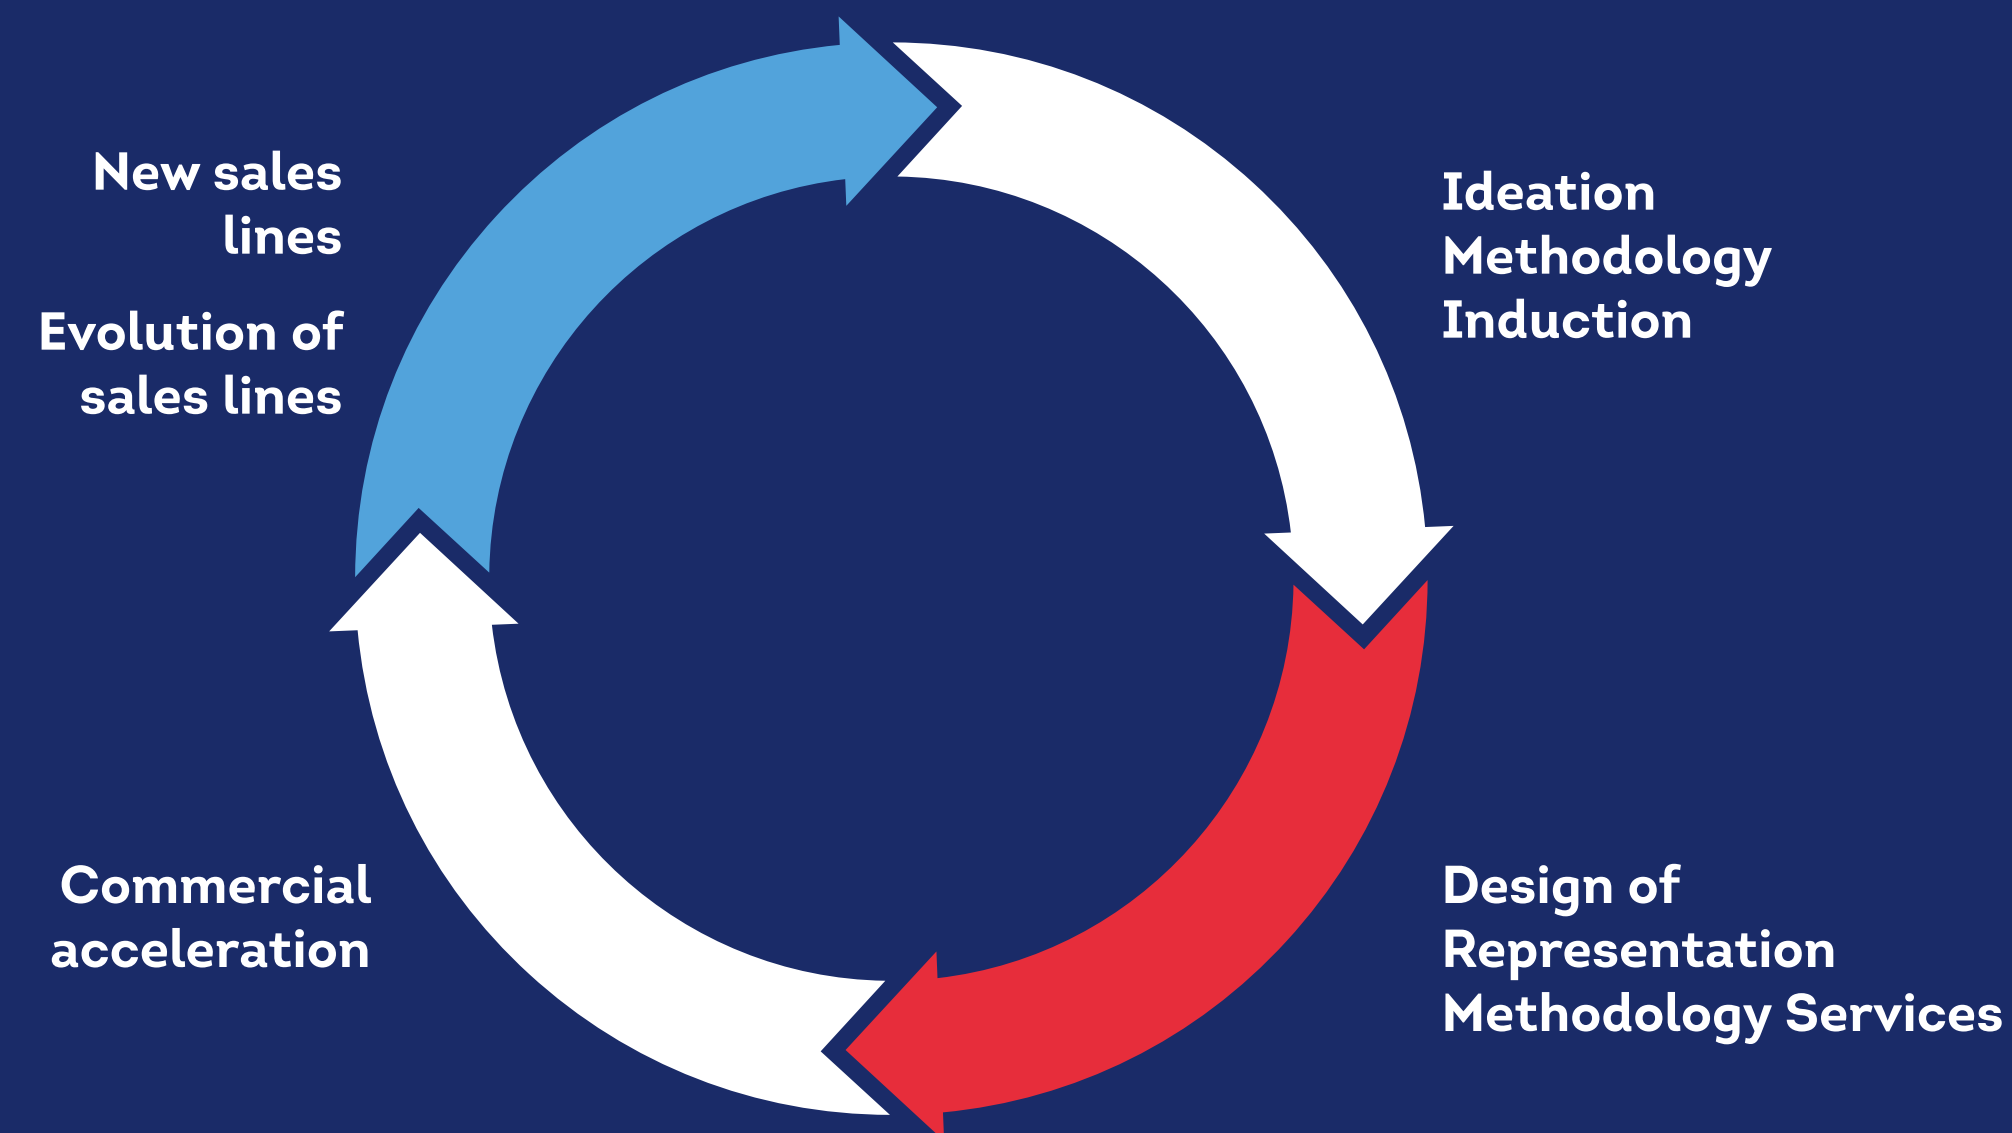 New sales
lines
Evolution of
sales lines
Ideation
Methodology
Induction
Commercial
acceleration
Design of
Representation
Methodology Services